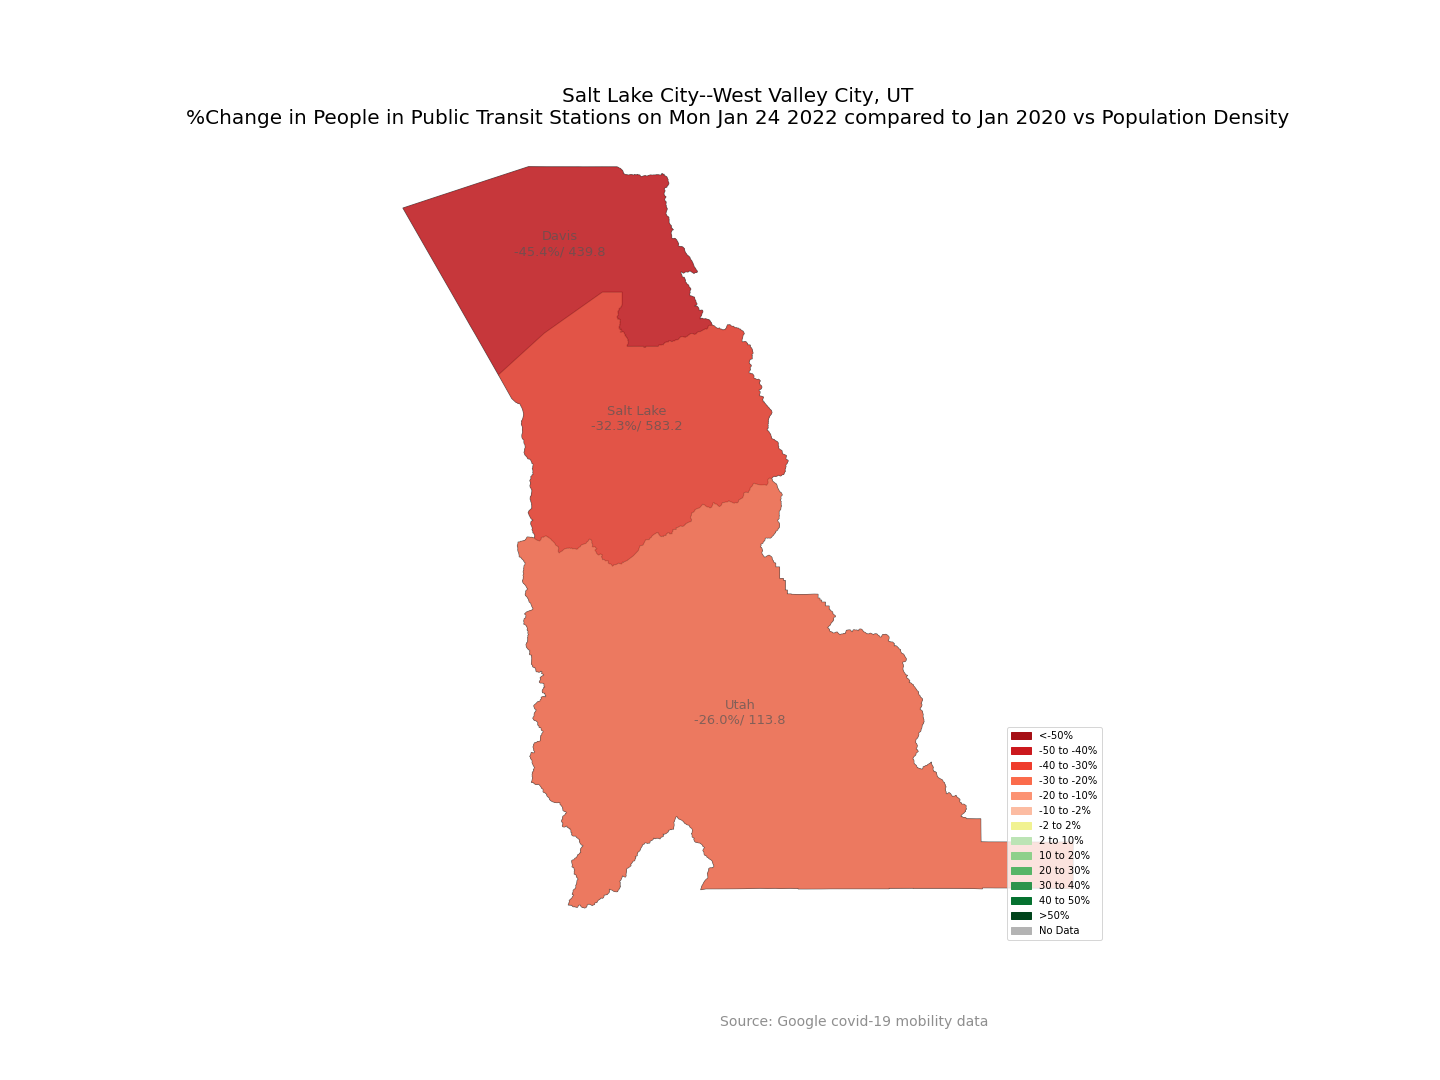 Salt Lake City--West Valley City, UT
%Change in People in Public Transit Stations on Mon Jan 24 2022 compared to Jan 2020 vs Population Density
Davis
-45.4%/ 439.8
Salt Lake
-32.3%/ 583.2
Utah
-26.0%/ 113.8
<-50%
-50 to -40%
-40 to -30%
-30 to -20%
-20 to -10%
-10 to -2%
-2 to 2%
2 to 10%
10 to 20%
20 to 30%
30 to 40%
40 to 50%
>50%
No Data
Source: Google covid-19 mobility data